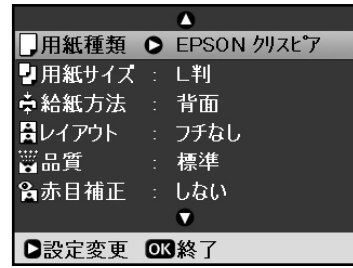 用紙種類 EPSON クリスピア
用紙サイズ : L判
給紙方法 : 背面
レイアウト : フチなし
品質 : 標準
赤目補正 : しない
設定変更 OK終了